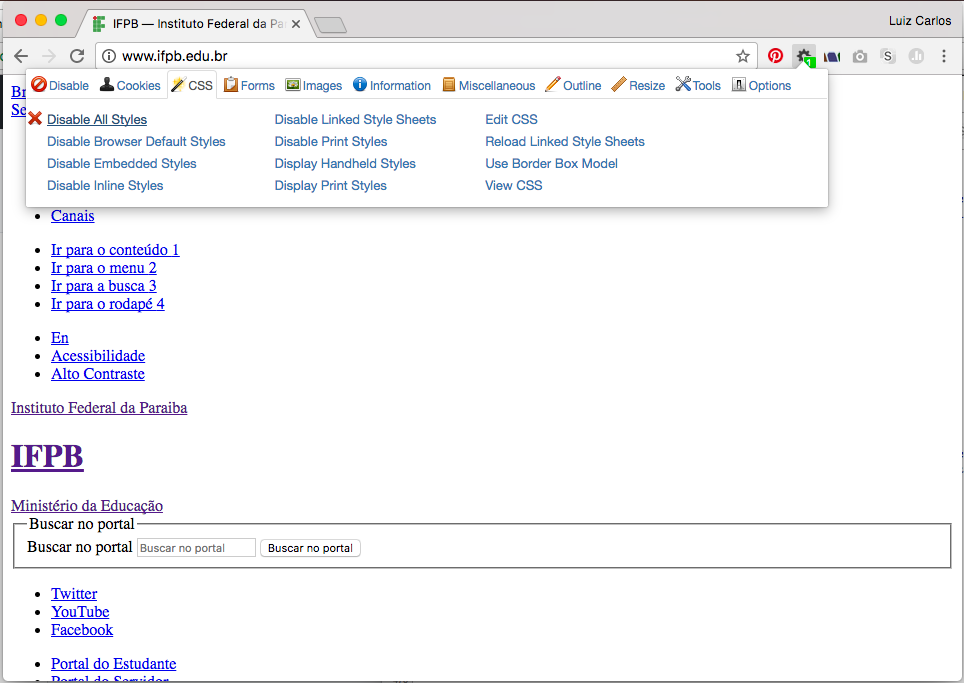 IFPB — Instituto Federal da Pa
Luiz Carlos
www.ifpb.edu.br
1
S
Disable Cookies CSS Forms Images Information Miscellaneous Outline Resize Tools Options
Br
Se
Disable All Styles Disable Linked Style Sheets Edit CSS
Disable Browser Default Styles Disable Print Styles Reload Linked Style Sheets
Disable Embedded Styles Display Handheld Styles Use Border Box Model
Disable Inline Styles Display Print Styles View CSS
Canais
Ir para o conteúdo 1
Ir para o menu 2
Ir para a busca 3
Ir para o rodapé 4
En
Acessibilidade
Alto Contraste
Instituto Federal da Paraiba
IFPB
Ministério da Educação
Buscar no portal
Buscar no portal Buscar no portal Buscar no portal
Twitter
YouTube
Facebook
Portal do Estudante
Portal do Servidor